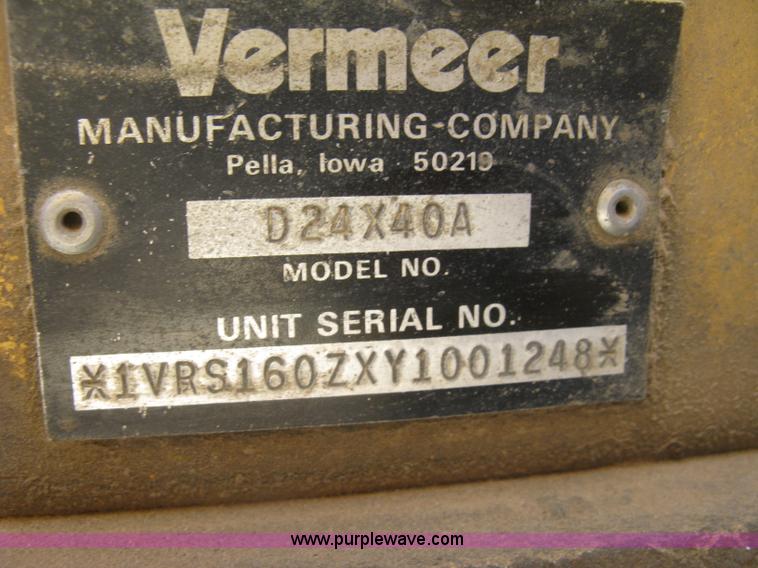 Vermeer
MANUFACTURING-COMPANY
Pella, Iowa 50219
D24X40A
MODEL NO.
UNIT SERIAL NO.
*1VRS160ZXY1001248*
www.purplewave.com